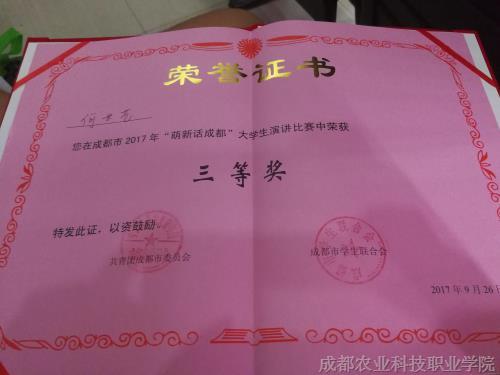 荣誉证书
您在成都市2017年“萌新话成都”大学生演讲比赛中荣获
三等奖
特发此证，以资鼓励。
共青团成都市委员会
成都市学生联合会
2017年9月26日
成都农业科技职业学院